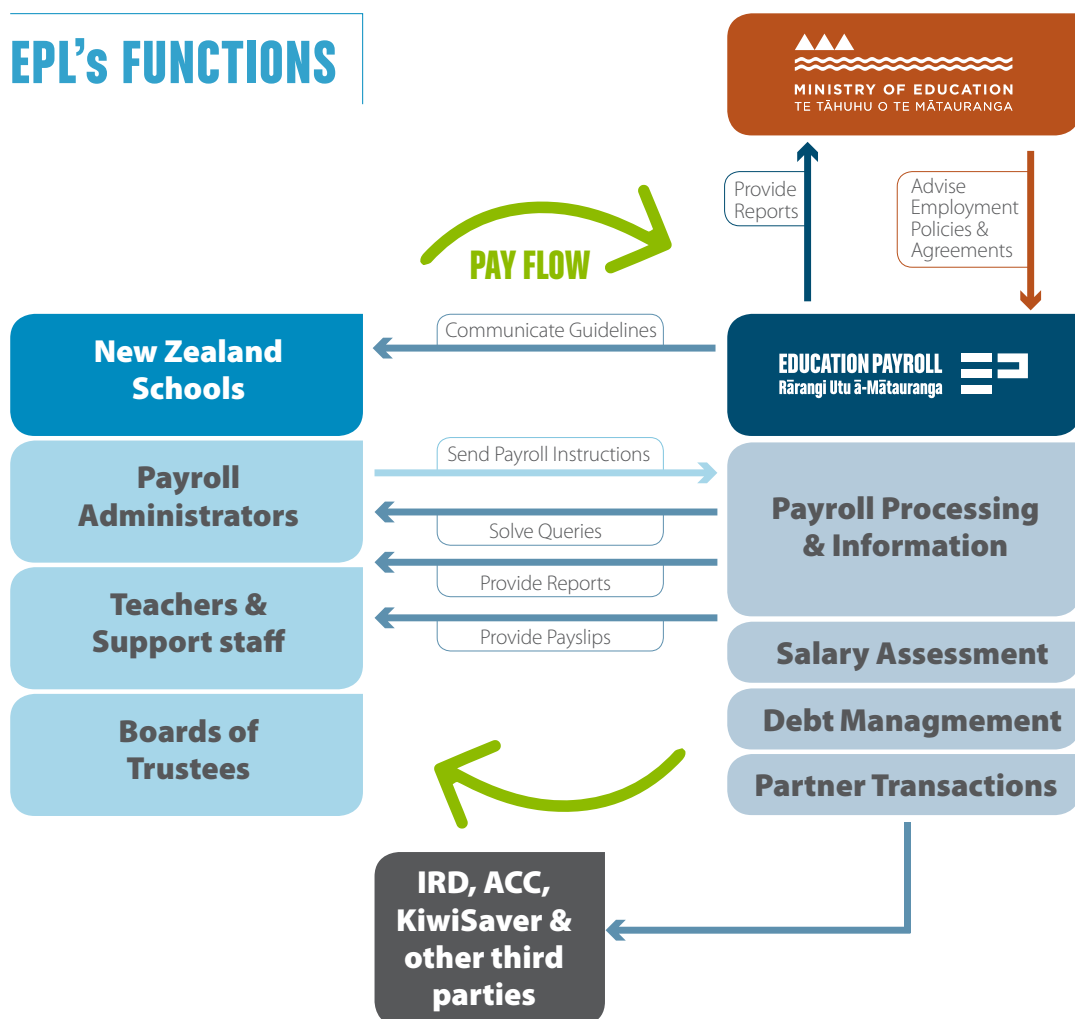 EPL's FUNCTIONS
MINISTRY OF EDUCATION
TE TĀHUHU O TE MĀTAURANGA
Provide
Reports
Advise
Employment
Policies &
Agreements
PAY FLOW
New Zealand
Schools
Communicate Guidelines
EDUCATION PAYROLL
Rārangi Utu ā-Mātauranga
Payroll
Administrators
Send Payroll Instructions
Solve Queries
Provide Reports
Provide Payslips
Payroll Processing
& Information
Teachers &
Support staff
Salary Assessment
Boards of
Trustees
Debt Managmement
Partner Transactions
IRD, ACC,
KiwiSaver &
other third
parties